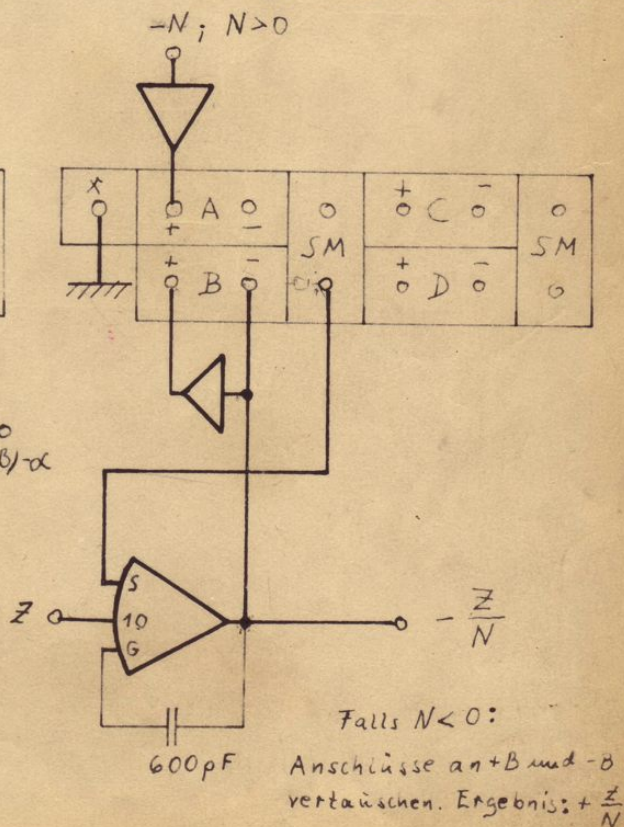 -N; N>0
x
+ A -
SM
+ C -
SM
+ B -
+ D -
B)-α
S
Z 10
G
- Z/N
600pF
Falls N<0:
Anschlüsse an +B und -B
vertauschen. Ergebnis: + Z/N